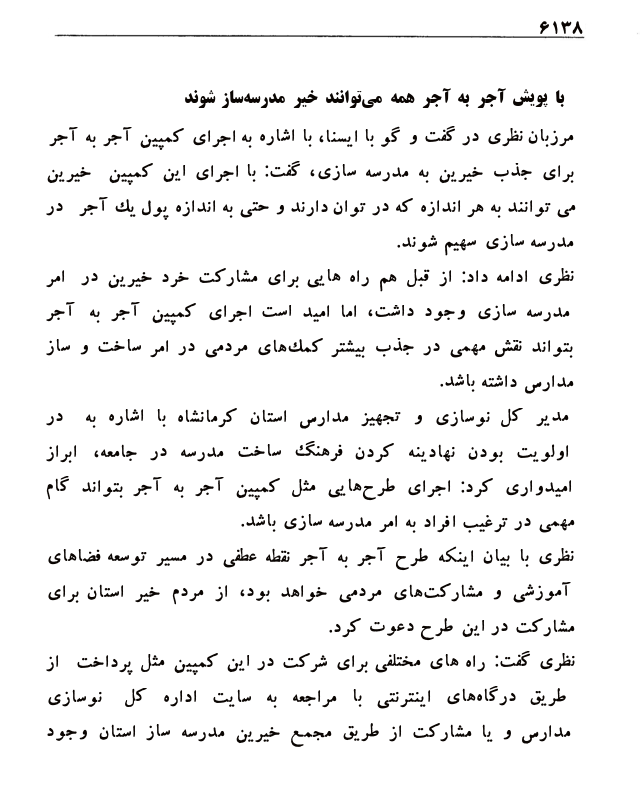 ۶۱۳۸
با پویش آجر به آجر همه می‌توانند خیر مدرسه‌ساز شوند
مرزبان نظری در گفت و گو با ایسنا، با اشاره به اجرای کمپین آجر به آجر
برای جذب خیرین به مدرسه سازی، گفت: با اجرای این کمپین خیرین
می توانند به هر اندازه که در توان دارند و حتی به اندازه پول یك آجر در
مدرسه سازی سهیم شوند.
نظری ادامه داد: از قبل هم راه هایی برای مشارکت خرد خیرین در امر
مدرسه سازی وجود داشت، اما امید است اجرای کمپین آجر به آجر
بتواند نقش مهمی در جذب بیشتر کمك‌های مردمی در امر ساخت و ساز
مدارس داشته باشد.
مدیر کل نوسازی و تجهیز مدارس استان کرمانشاه با اشاره به در
اولویت بودن نهادینه کردن فرهنگ ساخت مدرسه در جامعه، ابراز
امیدواری کرد: اجرای طرح‌هایی مثل کمپین آجر به آجر بتواند گام
مهمی در ترغیب افراد به امر مدرسه سازی باشد.
نظری با بیان اینکه طرح آجر به آجر نقطه عطفی در مسیر توسعه فضاهای
آموزشی و مشارکت‌های مردمی خواهد بود، از مردم خیر استان برای
مشارکت در این طرح دعوت کرد.
نظری گفت: راه های مختلفی برای شرکت در این کمپین مثل پرداخت از
طریق درگاه‌های اینترنتی با مراجعه به سایت اداره کل نوسازی
مدارس و یا مشارکت از طریق مجمع خیرین مدرسه ساز استان وجود